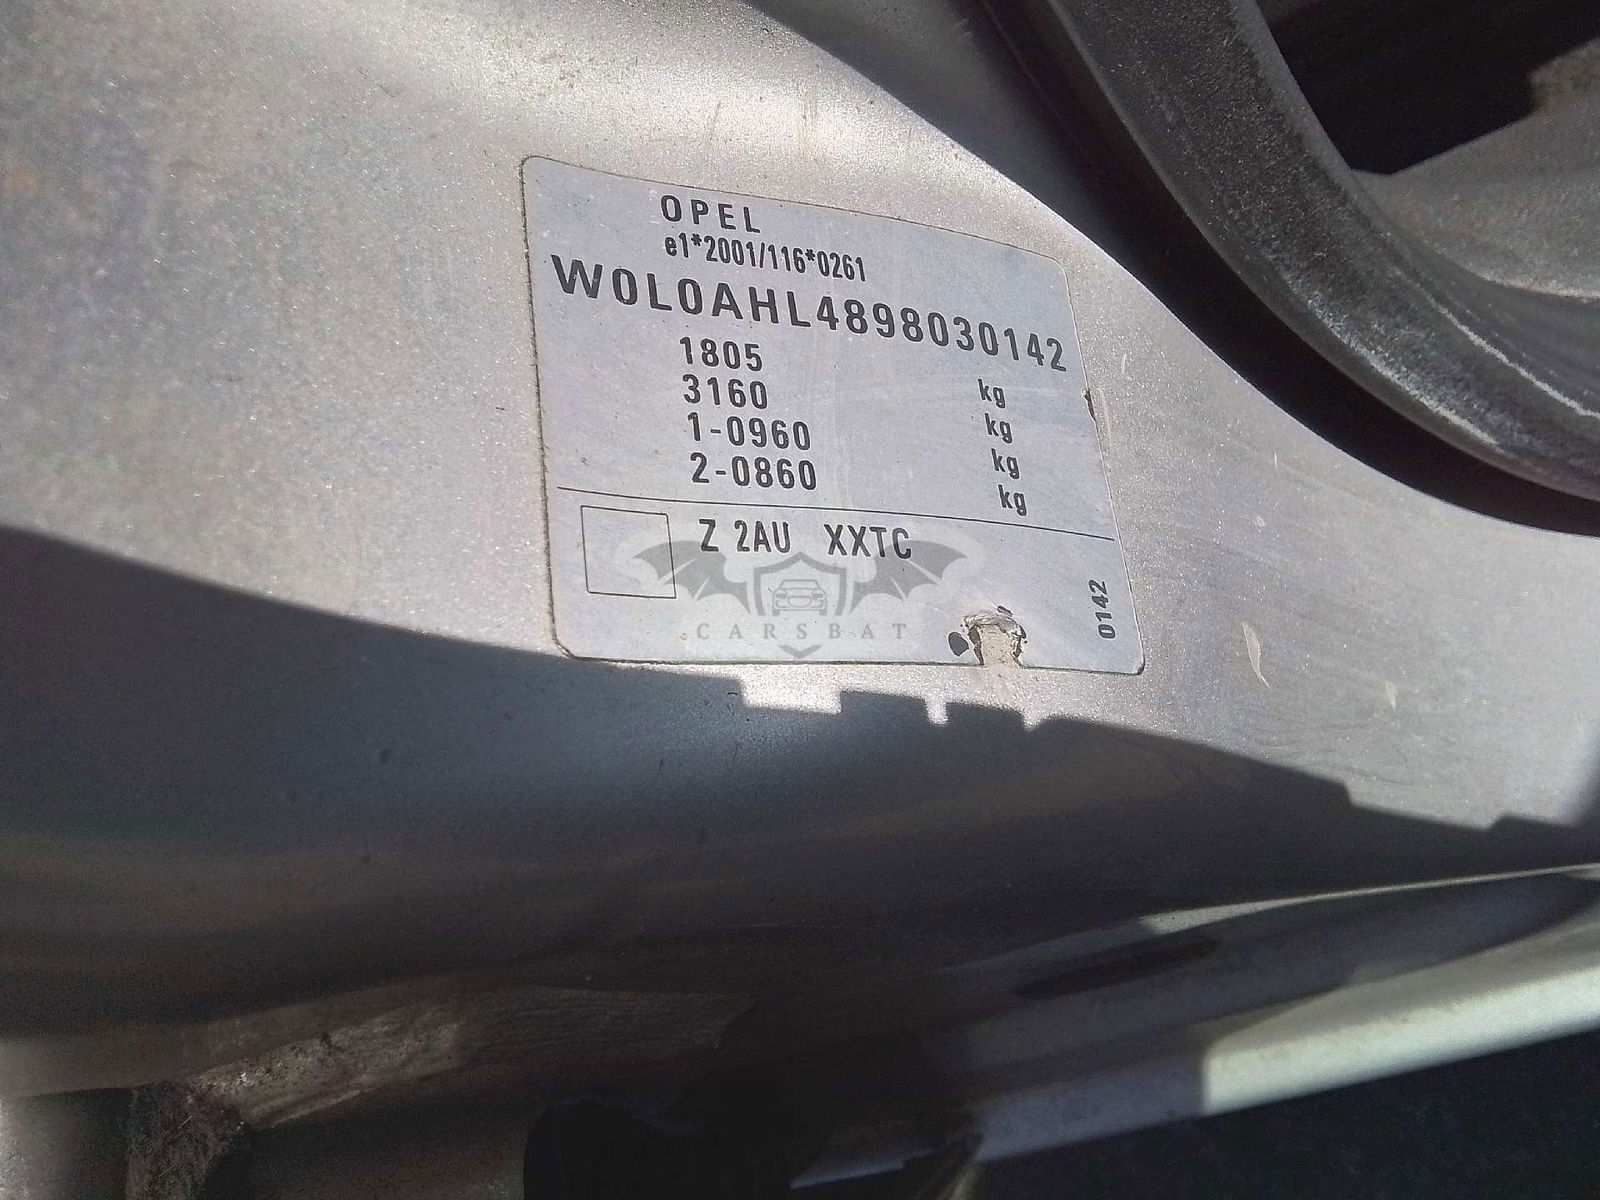 OPEL
e1*2001/116*0261
W0L0AHL4898030142
1805 kg
3160 kg
1-0960 kg
2-0860 kg
Z 2AU XXTC
0142
CARSBAT